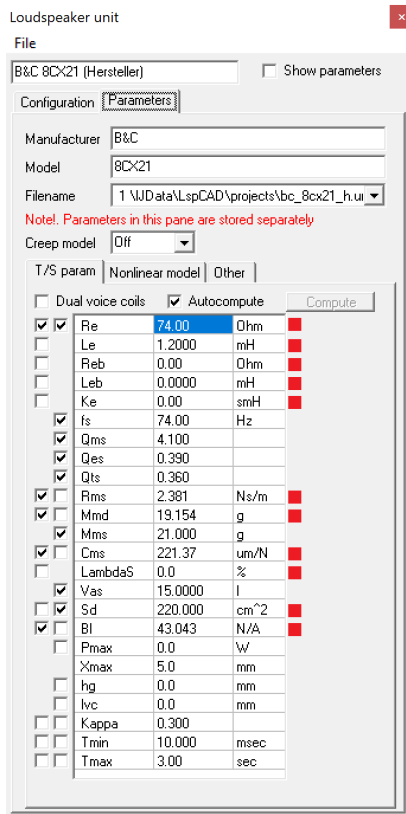 Loudspeaker unit
File
B&C 8CX21 (Hersteller) Show parameters
Configuration Parameters
Manufacturer B&C
Model 8CX21
Filename 1 \IJData\LspCAD\projects\bc_8cx21_h.ui
Note!. Parameters in this pane are stored separately
Creep model Off
T/S param Nonlinear model Other
Dual voice coils Autocompute Compute
Re 74.00 Ohm
Le 1.2000 mH
Reb 0.00 Ohm
Leb 0.0000 mH
Ke 0.00 smH
fs 74.00 Hz
Qms 4.100
Qes 0.390
Qts 0.360
Rms 2.381 Ns/m
Mmd 19.154 g
Mms 21.000 g
Cms 221.37 um/N
LambdaS 0.0 %
Vas 15.0000 l
Sd 220.000 cm^2
Bl 43.043 N/A
Pmax 0.0 W
Xmax 5.0 mm
hg 0.0 mm
lvc 0.0 mm
Kappa 0.300
Tmin 10.000 msec
Tmax 3.00 sec